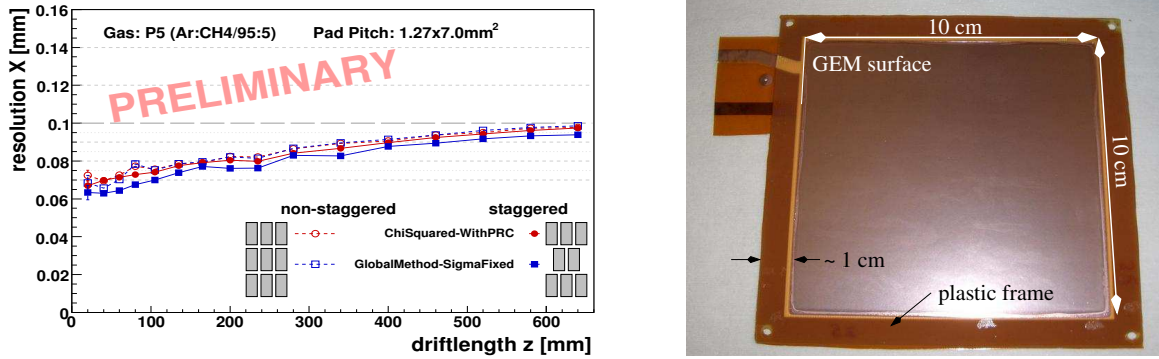 0.16
0.14
0.12
0.1
0.08
0.06
0.04
0.02
0
resolution X [mm]
Gas: P5 (Ar:CH4/95:5) Pad Pitch: 1.27x7.0mm²
PRELIMINARY
non-staggered staggered
ChiSquared-WithPRC
GlobalMethod-SigmaFixed
0 100 200 300 400 500 600
driftlength z [mm]
10 cm
GEM surface
10 cm
~ 1 cm
plastic frame